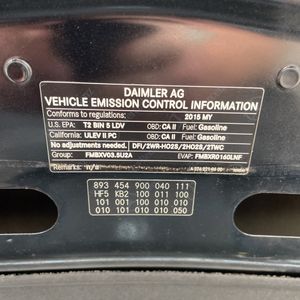 DAIMLER AG
VEHICLE EMISSION CONTROL INFORMATION
Conforms to regulations: 2015 MY
U.S. EPA: T2 BIN 5 LDV OBD: CA II Fuel: Gasoline
California: ULEV II PC OBD: CA II Fuel: Gasoline
No adjustments needed. DFI/2WR-HO2S/2HO2S/2TWC
Group: FMBXV03.5U2A EVAP: FMBXR0160LNF
Remarks: n/a
893 454 900 040 111
HF5 KB2 100 011 100
101 001 100 010 010
010 101 010 010 050